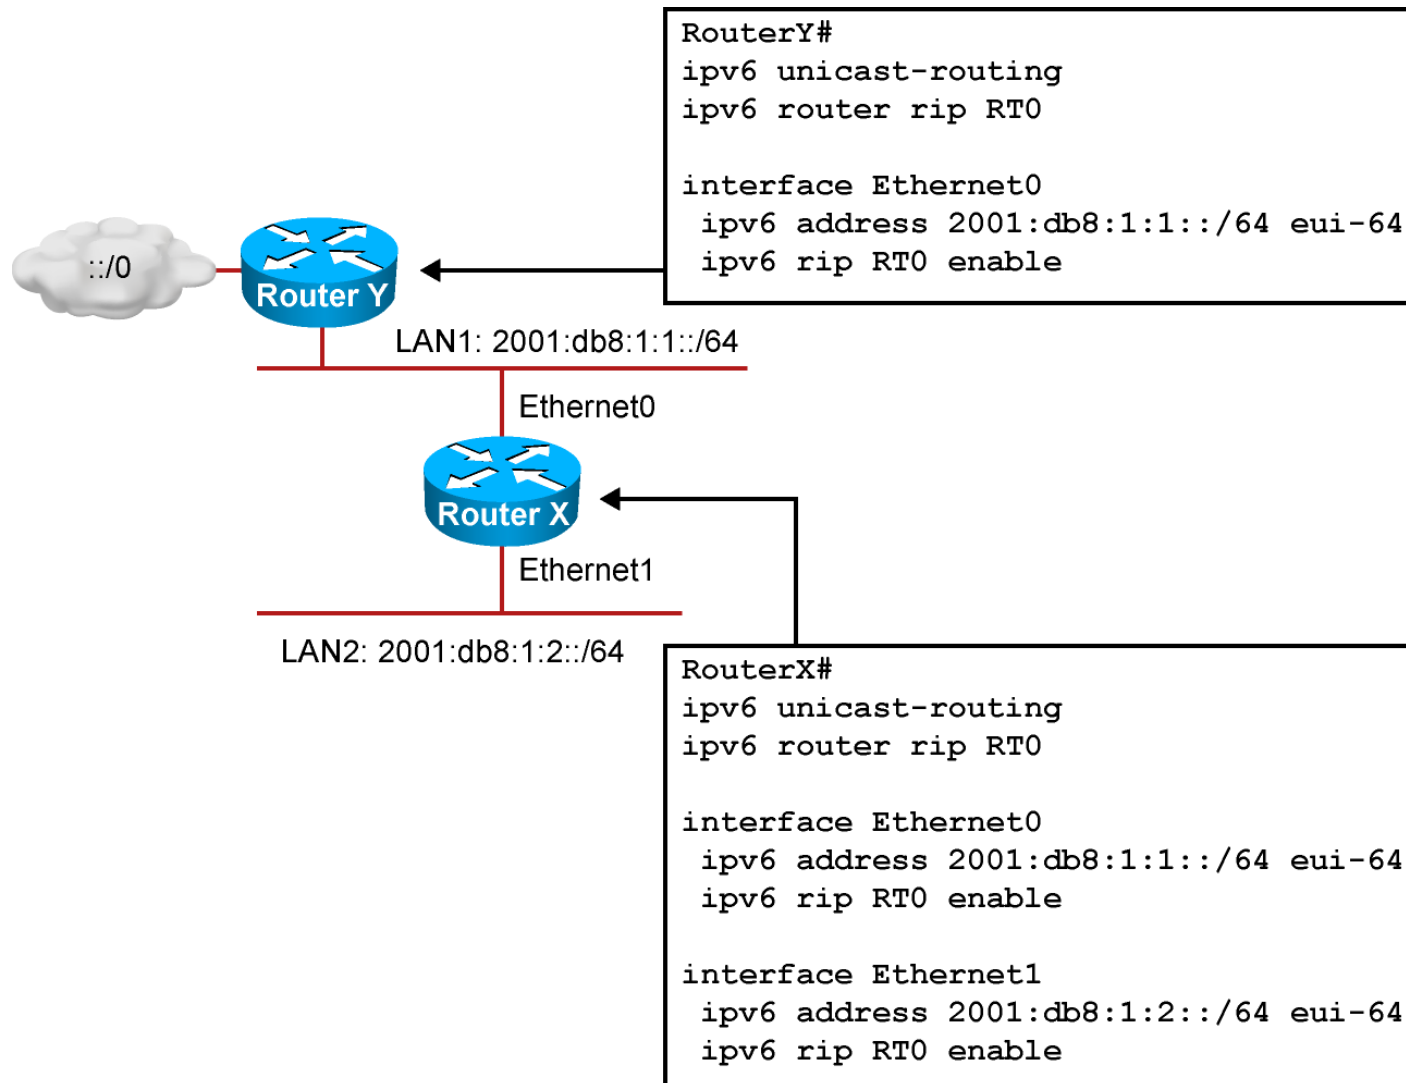 RouterY#
ipv6 unicast-routing
ipv6 router rip RT0
interface Ethernet0
ipv6 address 2001:db8:1:1::/64 eui-64
ipv6 rip RT0 enable
::/0
Router Y
LAN1: 2001:db8:1:1::/64
Ethernet0
Router X
Ethernet1
LAN2: 2001:db8:1:2::/64
RouterX#
ipv6 unicast-routing
ipv6 router rip RT0
interface Ethernet0
ipv6 address 2001:db8:1:1::/64 eui-64
ipv6 rip RT0 enable
interface Ethernet1
ipv6 address 2001:db8:1:2::/64 eui-64
ipv6 rip RT0 enable